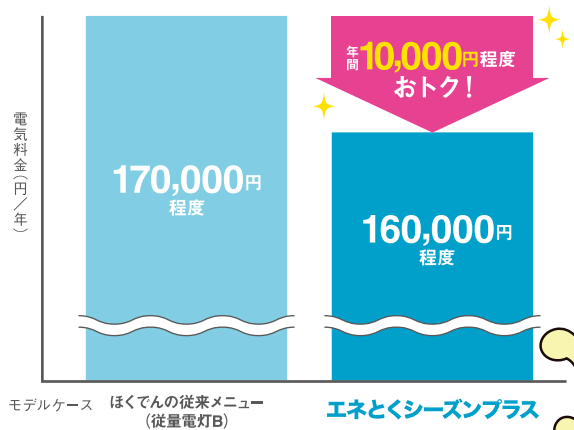 年間10,000円程度
おトク！
電気料金（円／年）
170,000円
程度
160,000円
程度
モデルケース
ほくでんの従来メニュー
（従量電灯B）
エネとくシーズンプラス